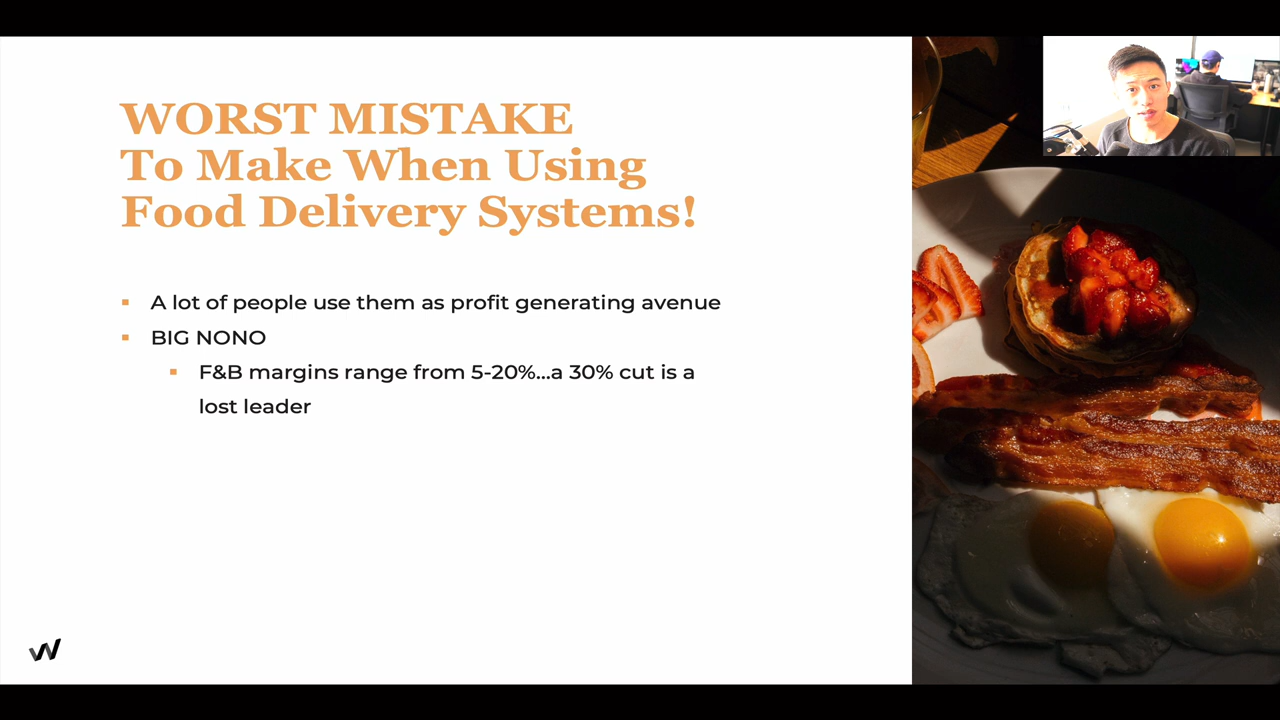 WORST MISTAKE
To Make When Using
Food Delivery Systems!
A lot of people use them as profit generating avenue
BIG NONO
F&B margins range from 5-20%...a 30% cut is a
lost leader